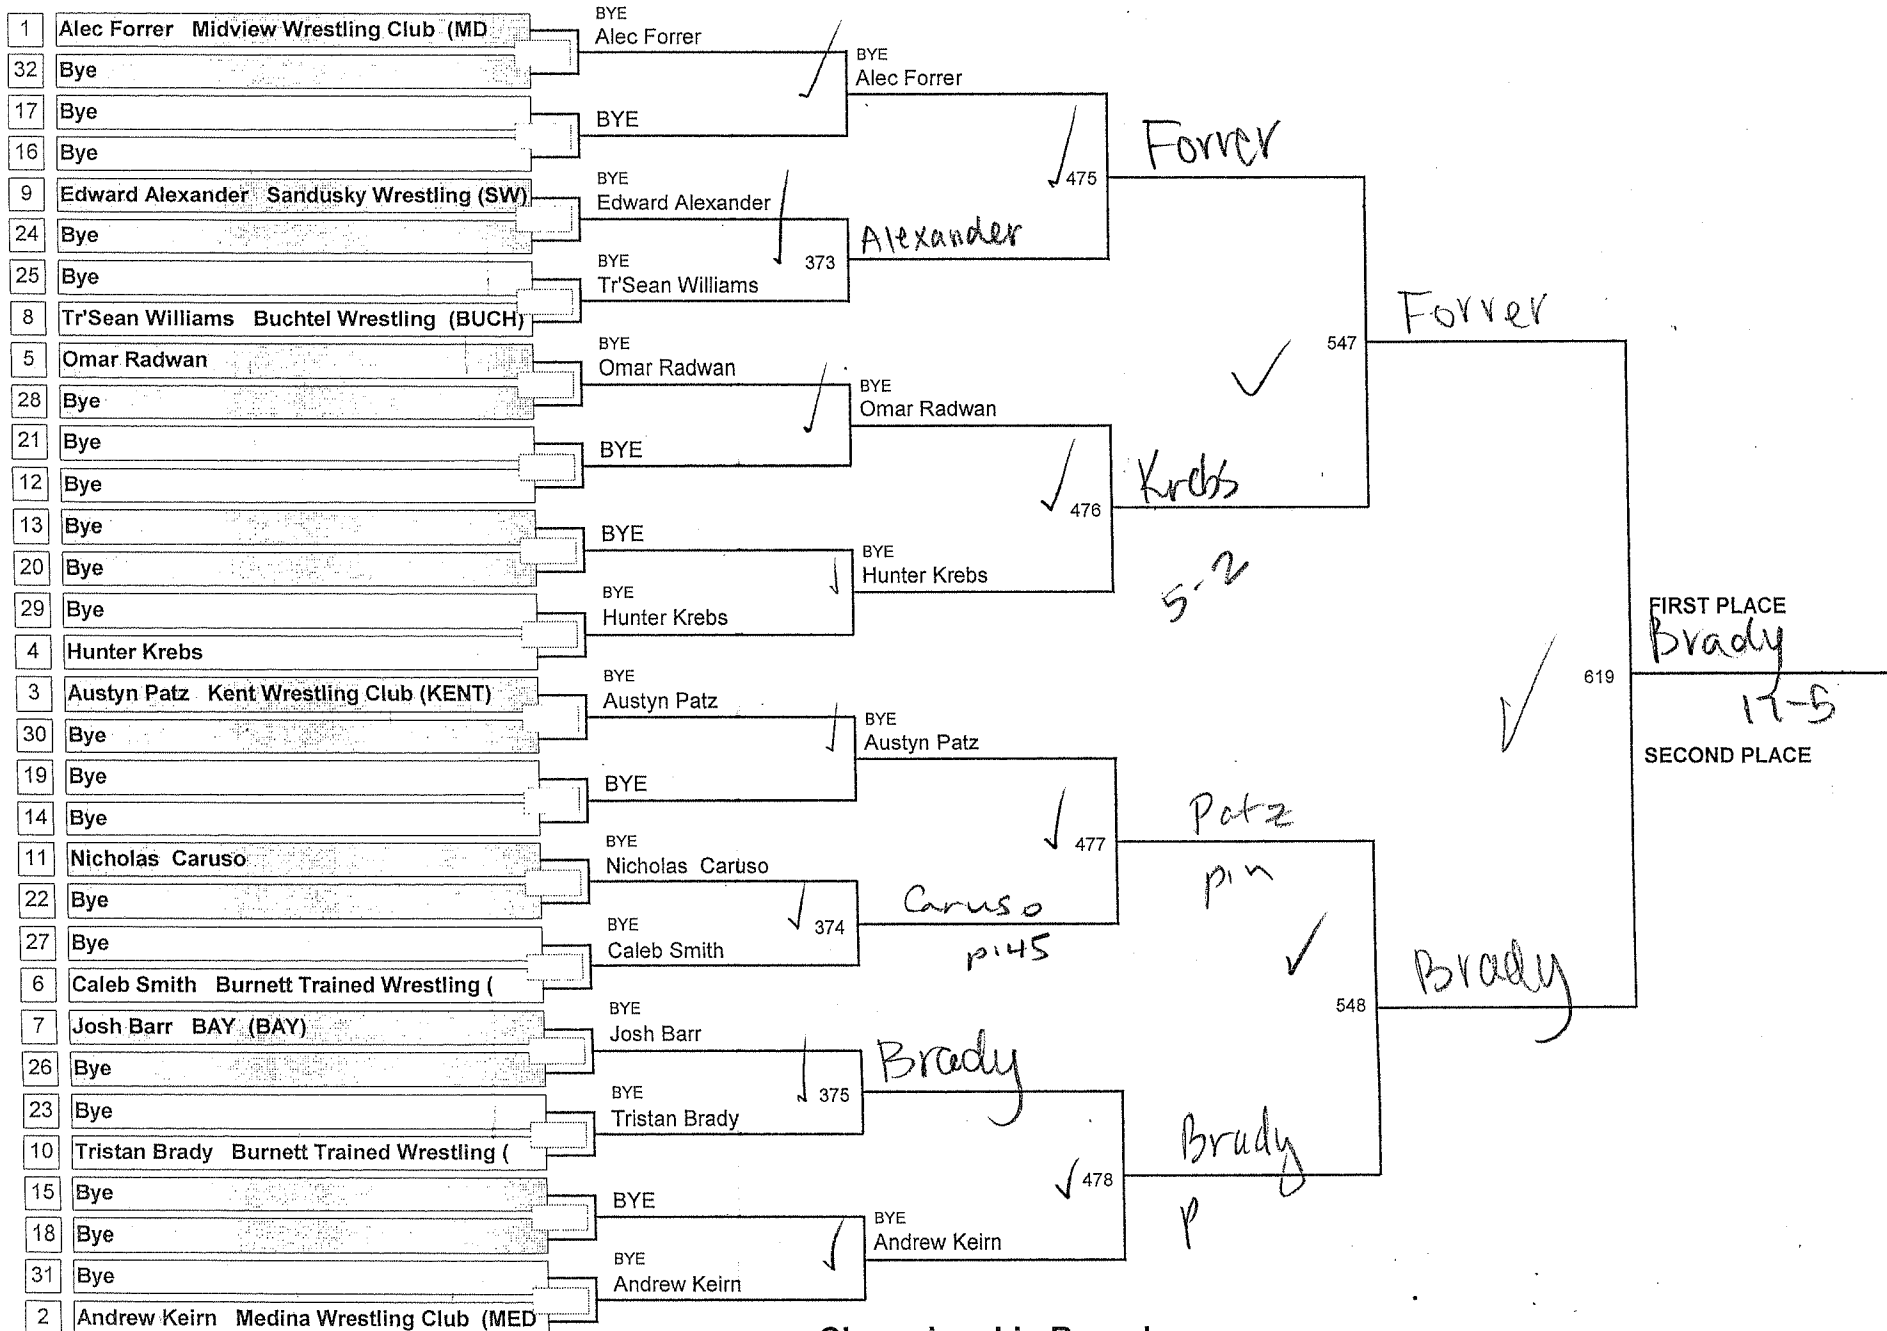 1 Alec Forrer Midview Wrestling Club (MD
32 Bye
17 Bye
16 Bye
9 Edward Alexander Sandusky Wrestling (SW)
24 Bye
25 Bye
8 Tr'Sean Williams Buchtel Wrestling (BUCH)
5 Omar Radwan
28 Bye
21 Bye
12 Bye
13 Bye
20 Bye
29 Bye
4 Hunter Krebs
3 Austyn Patz Kent Wrestling Club (KENT)
30 Bye
19 Bye
14 Bye
11 Nicholas Caruso
22 Bye
27 Bye
6 Caleb Smith Burnett Trained Wrestling (
7 Josh Barr BAY (BAY)
26 Bye
23 Bye
10 Tristan Brady Burnett Trained Wrestling (
15 Bye
18 Bye
31 Bye
2 Andrew Keirn Medina Wrestling Club (MED
BYE
Alec Forrer
BYE
BYE
Edward Alexander
373
BYE
Tr'Sean Williams
BYE
Omar Radwan
BYE
BYE
BYE
Hunter Krebs
BYE
Austyn Patz
BYE
BYE
Nicholas Caruso
374
BYE
Caleb Smith
BYE
Josh Barr
375
BYE
Tristan Brady
BYE
BYE
Andrew Keirn
BYE
Alec Forrer
475
Alexander
BYE
Omar Radwan
476
BYE
Hunter Krebs
BYE
Austyn Patz
477
Caruso
Brady
478
BYE
Andrew Keirn
Forrer
547
Krebs
5-2
Patz
pin
548
Brady
P
Forrer
619
Brady
FIRST PLACE
Brady
SECOND PLACE